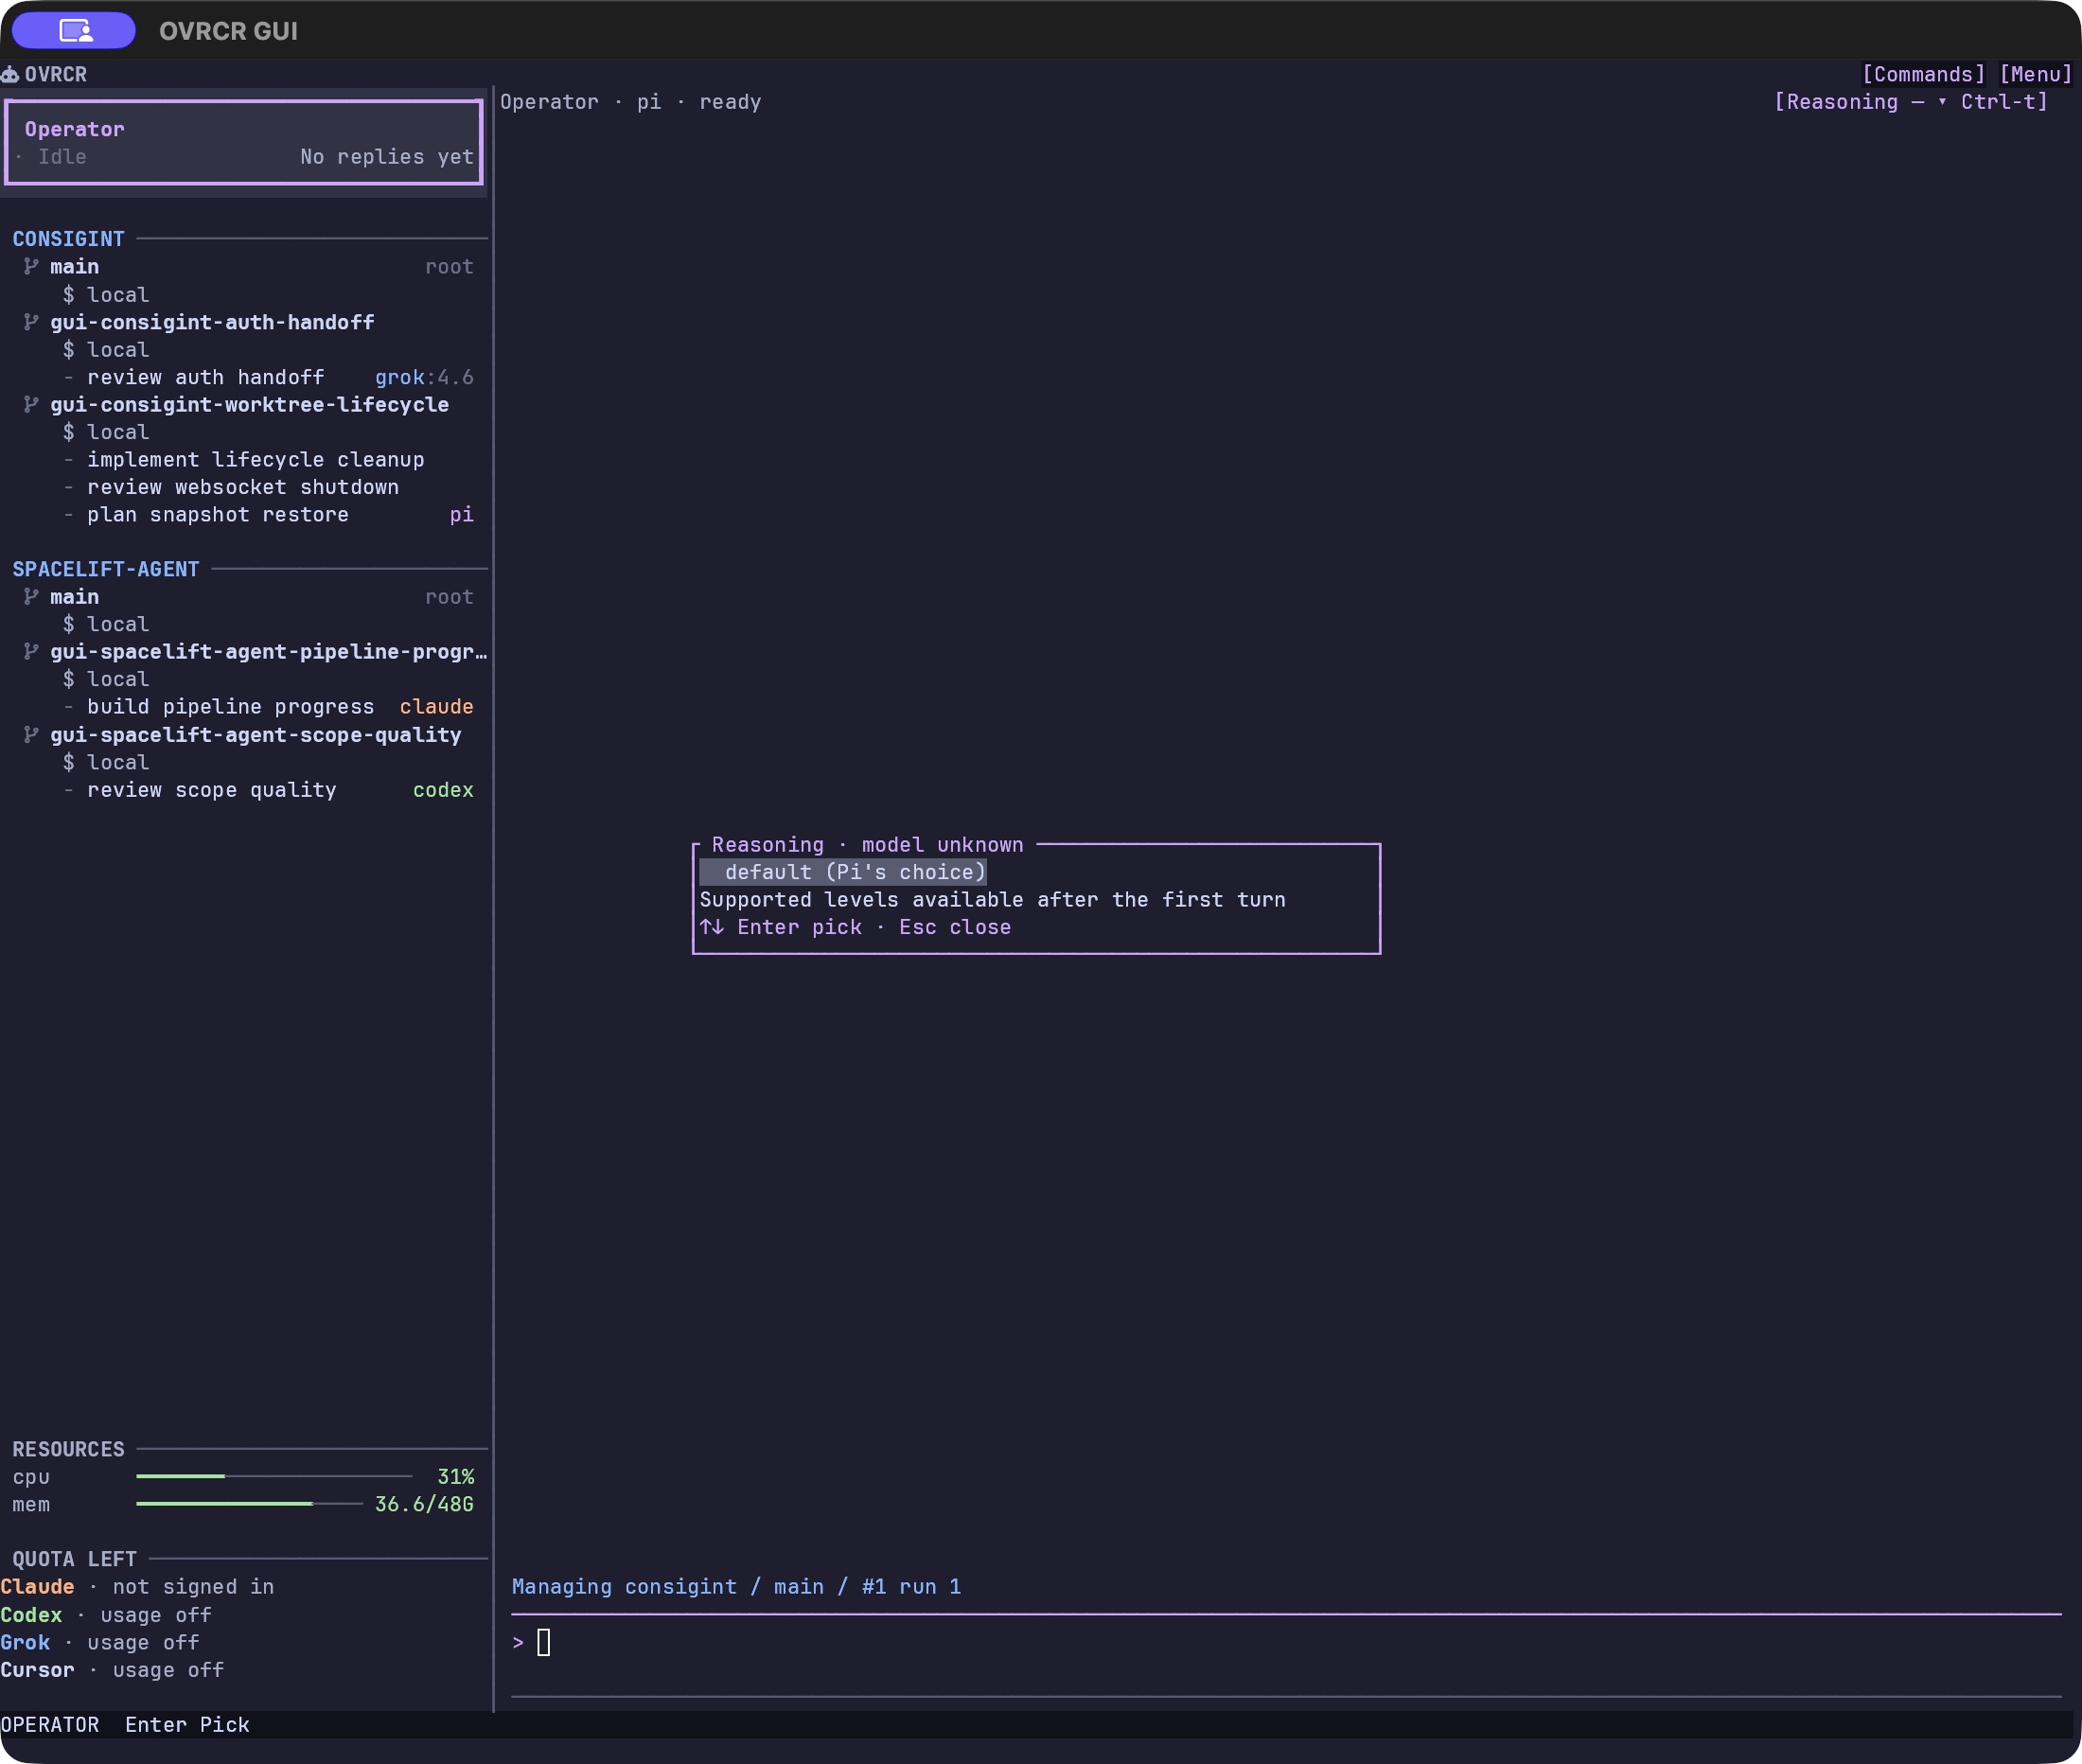 OVRCR GUI
OVRCR [Commands] [Menu]
Operator · pi · ready [Reasoning — ▾ Ctrl-t]
Operator
· Idle No replies yet
CONSIGINT
main root
$ local
gui-consigint-auth-handoff
$ local
- review auth handoff grok:4.6
gui-consigint-worktree-lifecycle
$ local
- implement lifecycle cleanup
- review websocket shutdown
- plan snapshot restore pi
SPACELIFT-AGENT
main root
$ local
gui-spacelift-agent-pipeline-progr…
$ local
- build pipeline progress claude
gui-spacelift-agent-scope-quality
$ local
- review scope quality codex
Reasoning · model unknown
default (Pi's choice)
Supported levels available after the first turn
↑↓ Enter pick · Esc close
RESOURCES
cpu 31%
mem 36.6/48G
QUOTA LEFT
Claude · not signed in
Codex · usage off
Grok · usage off
Cursor · usage off
Managing consigint / main / #1 run 1
>
OPERATOR Enter Pick